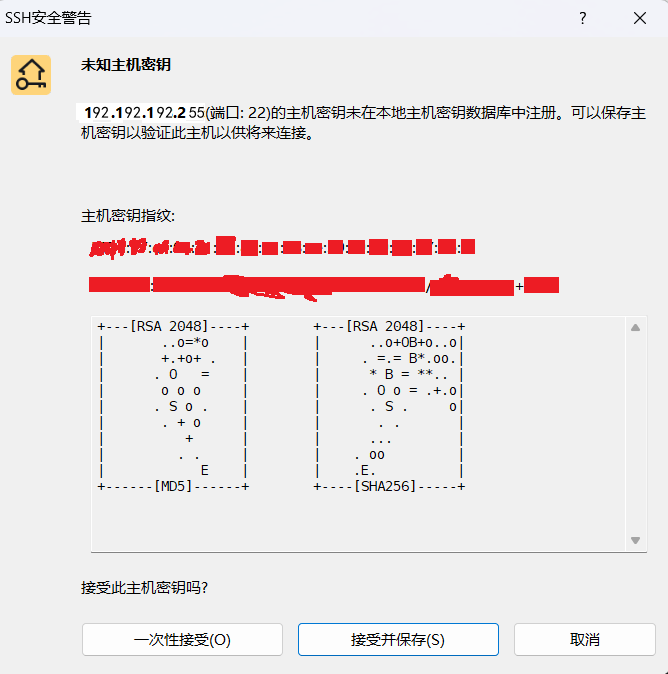 SSH安全警告
?
未知主机密钥
192.192.192.255(端口: 22)的主机密钥未在本地主机密钥数据库中注册。可以保存主
机密钥以验证此主机以供将来连接。
主机密钥指纹:
+---[RSA 2048]----+        +---[RSA 2048]----+
|       ..o=*o    |        |      ..o+OB+o..o|
|       +.+o+ .   |        |     . =.= B*.oo.|
|      . O   =    |        |      * B = **.. |
|       o o o     |        |     . O o = .+.o|
|      . S o .    |        |      . S .     o|
|       . + o     |        |       . .       |
|          +      |        |      ...        |
|         . .     |        |    . oo         |
|            E    |        |    .E.          |
+------[MD5]------+        +----[SHA256]-----+
接受此主机密钥吗?
一次性接受(O) 接受并保存(S) 取消